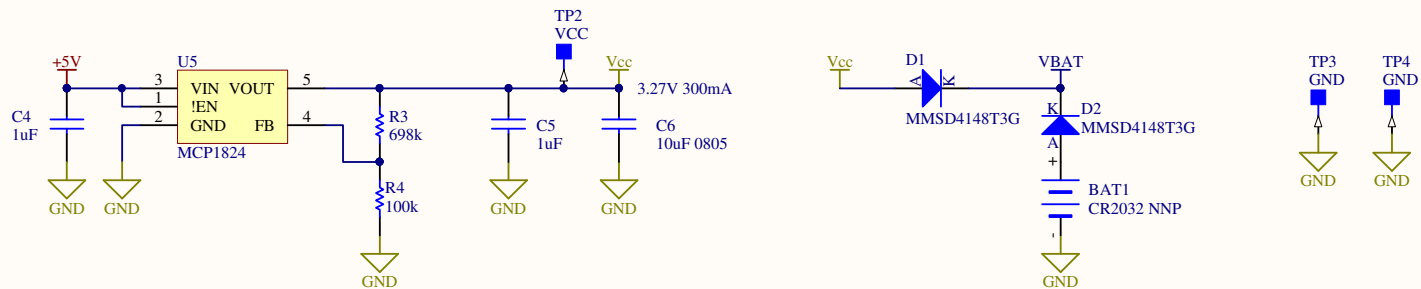 +5V
C4
1uF
GND
GND
U5
3
1
2
VIN
!EN
GND
VOUT
FB
5
4
MCP1824
R3
698k
R4
100k
GND
C5
1uF
GND
TP2
VCC
Vcc
3.27V 300mA
C6
10uF 0805
GND
Vcc
D1
A
K
MMSD4148T3G
VBAT
K
D2
MMSD4148T3G
A
+
BAT1
CR2032 NNP
-
GND
TP3
GND
GND
TP4
GND
GND